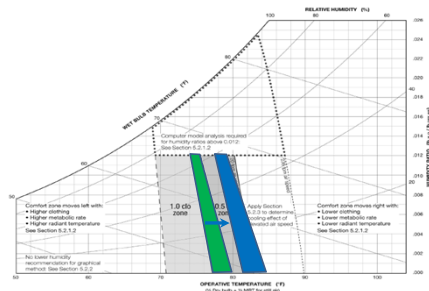 RELATIVE HUMIDITY (%)
100 80 60
.026
.024
.022
.020
.018
.016
.014
.012
.010
.008
.006
.004
.002
.000
WET BULB TEMPERATURE (°F)
80
70
60
50
40
20
HUMIDITY RATIO
Computer model analysis required
for humidity ratios above 0.012:
See Section 5.2.1.2
Comfort zone moves left with:
• Higher clothing
• Higher metabolic rate
• Higher radiant temperature
See Section 5.2.1.2
1.0 clo
zone
0.5
zone
Apply Section
5.2.3 to determine
cooling effect of
elevated air speed
Comfort zone moves right with:
• Lower clothing
• Lower metabolic rate
• Lower radiant temperature
See Section 5.2.1.2
No lower humidity
recommendation for graphical
method: See Section 5.2.2
50 60 70 80 90 100
OPERATIVE TEMPERATURE (°F)